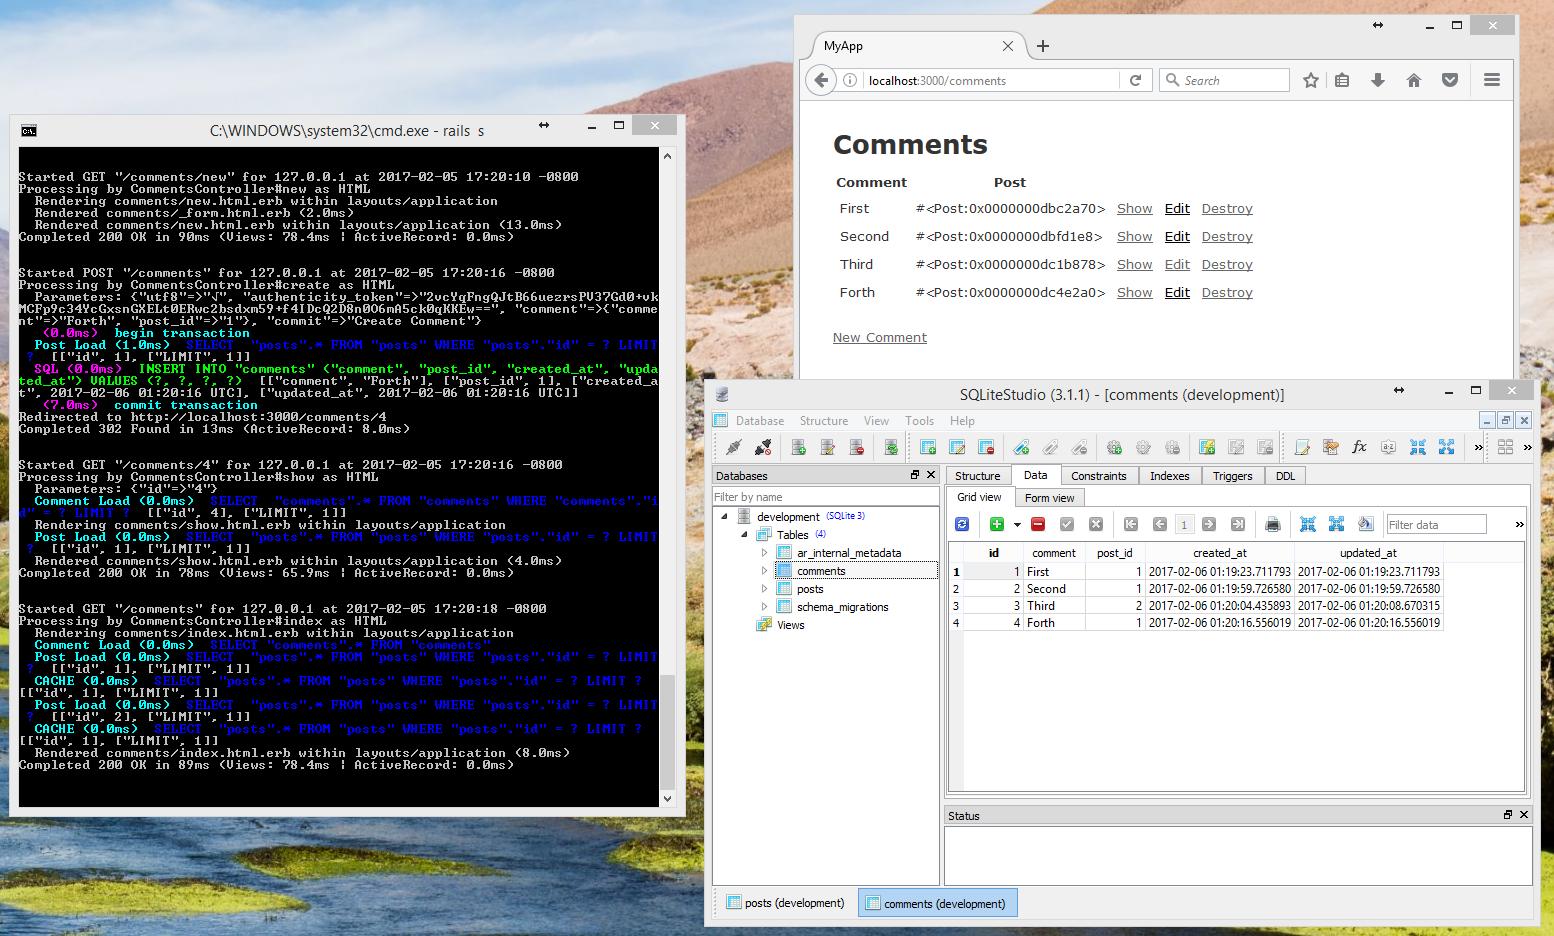 C:\WINDOWS\system32\cmd.exe - rails  s
Started GET "/comments/new" for 127.0.0.1 at 2017-02-05 17:20:10 -0800
Processing by CommentsController#new as HTML
  Rendering comments/new.html.erb within layouts/application
  Rendered comments/_form.html.erb (2.0ms)
  Rendered comments/new.html.erb within layouts/application (13.0ms)
Completed 200 OK in 90ms (Views: 78.4ms | ActiveRecord: 0.0ms)
Started POST "/comments" for 127.0.0.1 at 2017-02-05 17:20:16 -0800
Processing by CommentsController#create as HTML
  Parameters: {"utf8"=>"√", "authenticity_token"=>"2vcYqFngQJtB66uezrsPV37Gd0+vk
MCFp9c34YcGxsnGXELt0ERwc2bsdxm59+f4IDcQ2D8n0O6mA5ck0qKKEw==", "comment"=>{"comme
nt"=>"Forth", "post_id"=>"1"}, "commit"=>"Create Comment"}
   (0.0ms)  begin transaction
  Post Load (1.0ms)  SELECT  "posts".* FROM "posts" WHERE "posts"."id" = ? LIMIT
 ?  [["id", 1], ["LIMIT", 1]]
  SQL (0.0ms)  INSERT INTO "comments" ("comment", "post_id", "created_at", "upda
ted_at") VALUES (?, ?, ?, ?)  [["comment", "Forth"], ["post_id", 1], ["created_a
t", 2017-02-06 01:20:16 UTC], ["updated_at", 2017-02-06 01:20:16 UTC]]
   (7.0ms)  commit transaction
Redirected to http://localhost:3000/comments/4
Completed 302 Found in 13ms (ActiveRecord: 8.0ms)
Started GET "/comments/4" for 127.0.0.1 at 2017-02-05 17:20:16 -0800
Processing by CommentsController#show as HTML
  Parameters: {"id"=>"4"}
  Comment Load (0.0ms)  SELECT  "comments".* FROM "comments" WHERE "comments"."i
d" = ? LIMIT ?  [["id", 4], ["LIMIT", 1]]
  Rendering comments/show.html.erb within layouts/application
  Post Load (0.0ms)  SELECT  "posts".* FROM "posts" WHERE "posts"."id" = ? LIMIT
 ?  [["id", 1], ["LIMIT", 1]]
  Rendered comments/show.html.erb within layouts/application (4.0ms)
Completed 200 OK in 78ms (Views: 65.9ms | ActiveRecord: 0.0ms)
Started GET "/comments" for 127.0.0.1 at 2017-02-05 17:20:18 -0800
Processing by CommentsController#index as HTML
  Rendering comments/index.html.erb within layouts/application
  Comment Load (0.0ms)  SELECT "comments".* FROM "comments"
  Post Load (0.0ms)  SELECT  "posts".* FROM "posts" WHERE "posts"."id" = ? LIMIT
 ?  [["id", 1], ["LIMIT", 1]]
  CACHE (0.0ms)  SELECT  "posts".* FROM "posts" WHERE "posts"."id" = ? LIMIT ?
[["id", 1], ["LIMIT", 1]]
  Post Load (0.0ms)  SELECT  "posts".* FROM "posts" WHERE "posts"."id" = ? LIMIT
 ?  [["id", 2], ["LIMIT", 1]]
  CACHE (0.0ms)  SELECT  "posts".* FROM "posts" WHERE "posts"."id" = ? LIMIT ?
[["id", 1], ["LIMIT", 1]]
  Rendered comments/index.html.erb within layouts/application (8.0ms)
Completed 200 OK in 89ms (Views: 78.4ms | ActiveRecord: 0.0ms)
MyApp
localhost:3000/comments
Search
Comments
Comment Post
First #<Post:0x0000000dbc2a70> Show Edit Destroy
Second #<Post:0x0000000dbfd1e8> Show Edit Destroy
Third #<Post:0x0000000dc1b878> Show Edit Destroy
Forth #<Post:0x0000000dc4e2a0> Show Edit Destroy
New Comment
SQLiteStudio (3.1.1) - [comments (development)]
Database Structure View Tools Help
Databases
Filter by name
development (SQLite 3)
Tables (4)
ar_internal_metadata
comments
posts
schema_migrations
Views
Structure Data Constraints Indexes Triggers DDL
Grid view Form view
1
Filter data
id comment post_id created_at updated_at
1 1 First 1 2017-02-06 01:19:23.711793 2017-02-06 01:19:23.711793
2 2 Second 1 2017-02-06 01:19:59.726580 2017-02-06 01:19:59.726580
3 3 Third 2 2017-02-06 01:20:04.435893 2017-02-06 01:20:08.670315
4 4 Forth 1 2017-02-06 01:20:16.556019 2017-02-06 01:20:16.556019
Status
posts (development) comments (development)